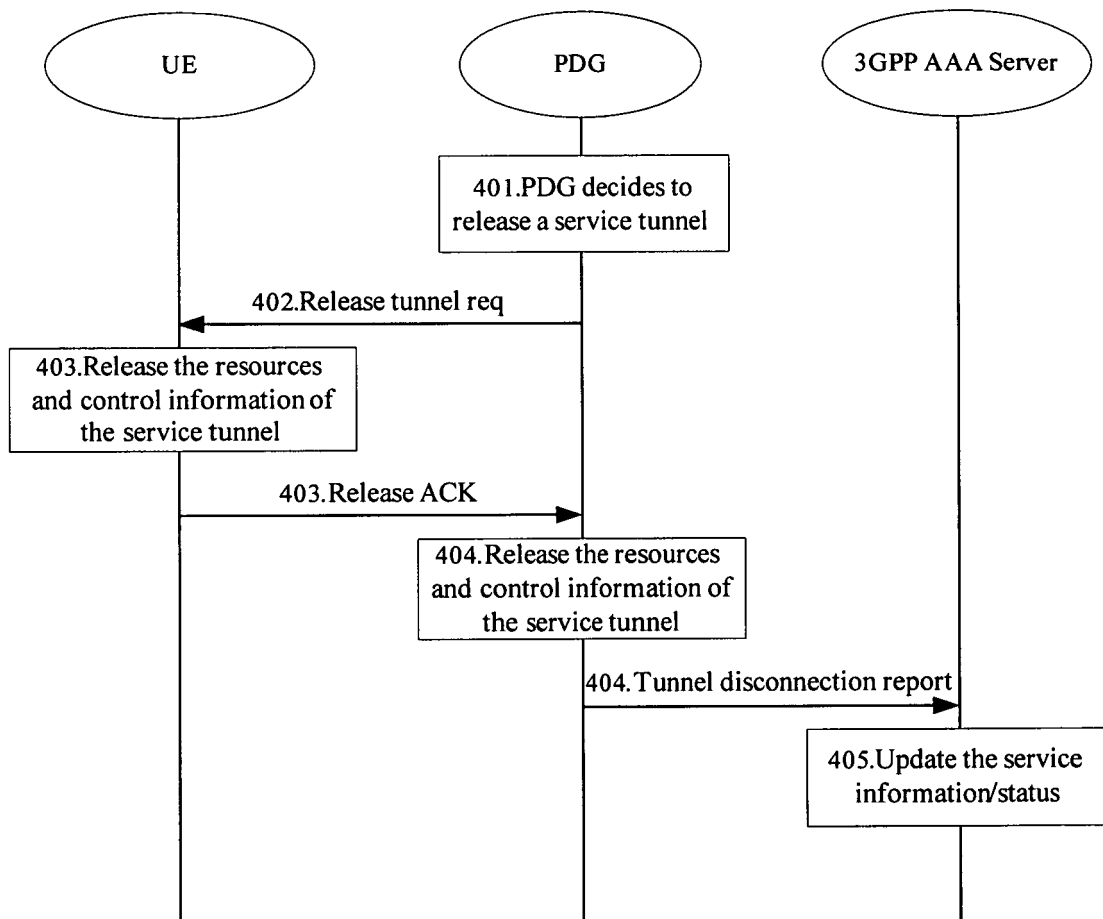 UE
PDG
3GPP AAA Server
401.PDG decides to
release a service tunnel
402.Release tunnel req
403.Release the resources
and control information of
the service tunnel
403.Release ACK
404.Release the resources
and control information of
the service tunnel
404.Tunnel disconnection report
405.Update the service
information/status